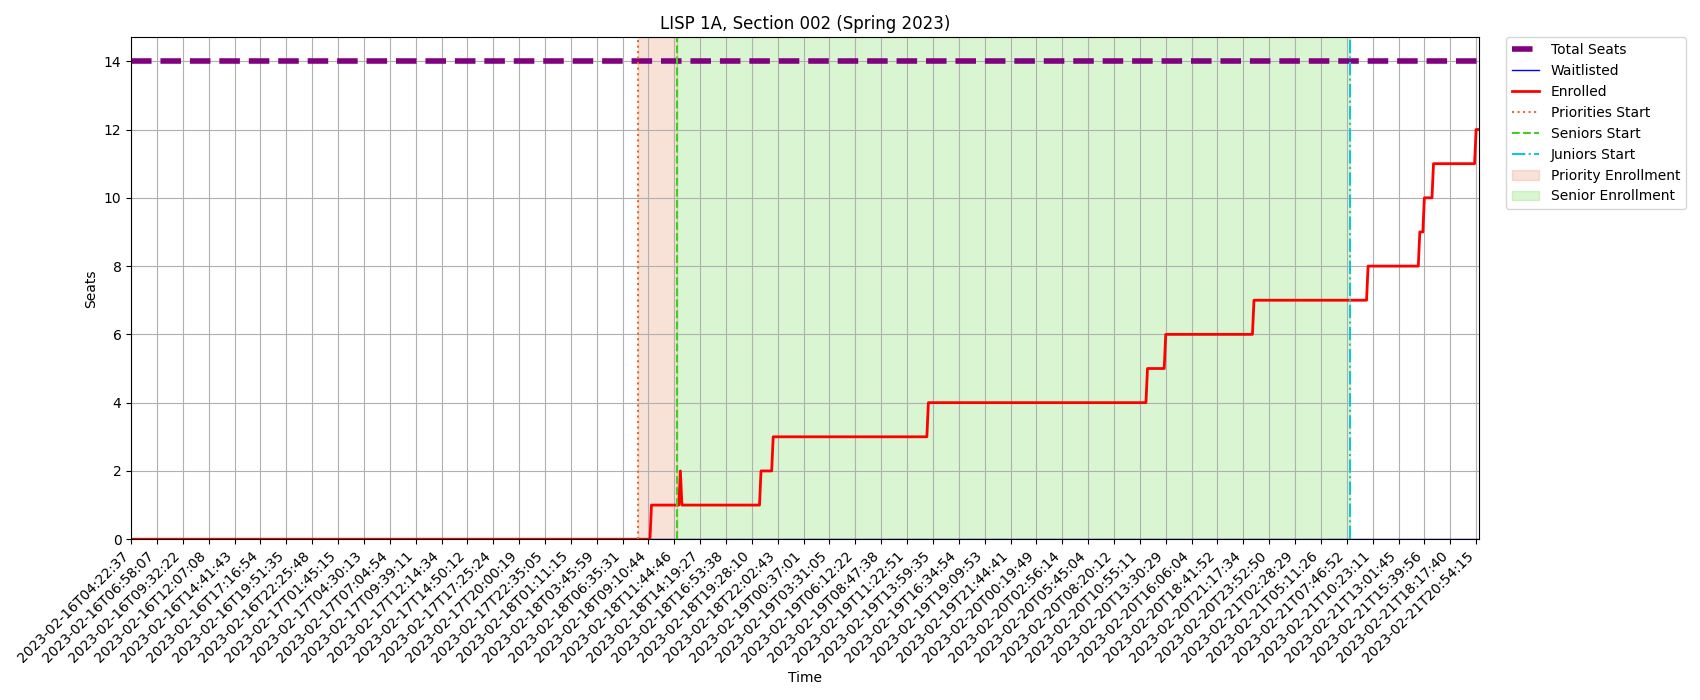 LISP 1A, Section 002 (Spring 2023)
Total Seats
Waitlisted
Enrolled
Priorities Start
Seniors Start
Juniors Start
Priority Enrollment
Senior Enrollment
Seats
14
12
10
8
6
4
2
0
2023-02-16T04:22:37
2023-02-16T06:58:07
2023-02-16T09:32:22
2023-02-16T12:07:08
2023-02-16T14:41:43
2023-02-16T17:16:54
2023-02-16T19:51:35
2023-02-16T22:25:48
2023-02-17T01:45:15
2023-02-17T04:30:13
2023-02-17T07:04:54
2023-02-17T09:39:11
2023-02-17T12:14:34
2023-02-17T14:50:12
2023-02-17T17:25:24
2023-02-17T20:00:19
2023-02-17T22:35:05
2023-02-18T01:11:15
2023-02-18T03:45:59
2023-02-18T06:35:31
2023-02-18T09:10:44
2023-02-18T11:44:46
2023-02-18T14:19:27
2023-02-18T16:53:38
2023-02-18T19:28:10
2023-02-18T22:02:43
2023-02-19T00:37:01
2023-02-19T03:31:05
2023-02-19T06:12:22
2023-02-19T08:47:38
2023-02-19T11:22:51
2023-02-19T13:59:35
2023-02-19T16:34:54
2023-02-19T19:09:53
2023-02-19T21:44:41
2023-02-20T00:19:49
2023-02-20T02:56:14
2023-02-20T05:45:04
2023-02-20T08:20:12
2023-02-20T10:55:11
2023-02-20T13:30:29
2023-02-20T16:06:04
2023-02-20T18:41:52
2023-02-20T21:17:34
2023-02-20T23:52:50
2023-02-21T02:28:29
2023-02-21T05:11:26
2023-02-21T07:46:52
2023-02-21T10:23:11
2023-02-21T13:01:45
2023-02-21T15:39:56
2023-02-21T18:17:40
2023-02-21T20:54:15
Time